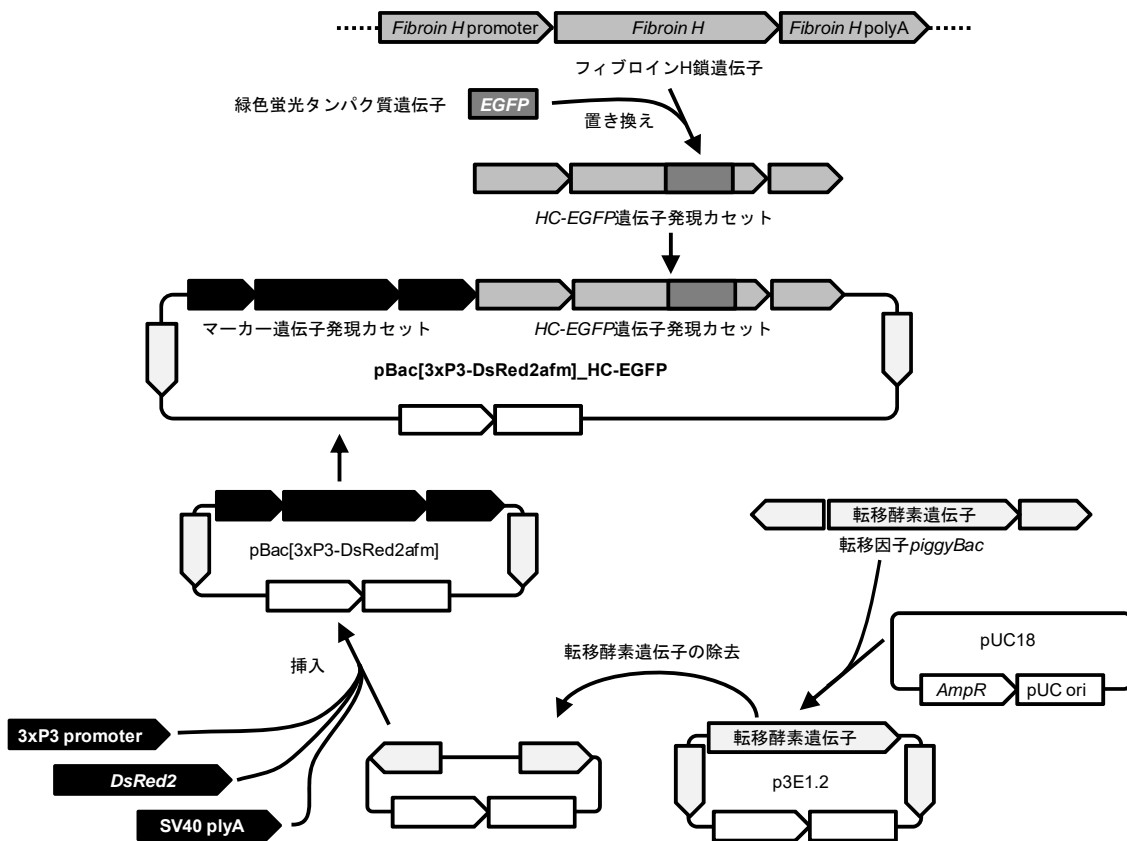 Fibroin H promoter
Fibroin H
Fibroin H polyA
フィブロインH鎖遺伝子
緑色蛍光タンパク質遺伝子
EGFP
置き換え
HC-EGFP遺伝子発現カセット
マーカー遺伝子発現カセット
HC-EGFP遺伝子発現カセット
pBac[3xP3-DsRed2afm]_HC-EGFP
pBac[3xP3-DsRed2afm]
転移酵素遺伝子
転移因子piggyBac
挿入
転移酵素遺伝子の除去
pUC18
AmpR
pUC ori
3xP3 promoter
DsRed2
SV40 plyA
転移酵素遺伝子
p3E1.2